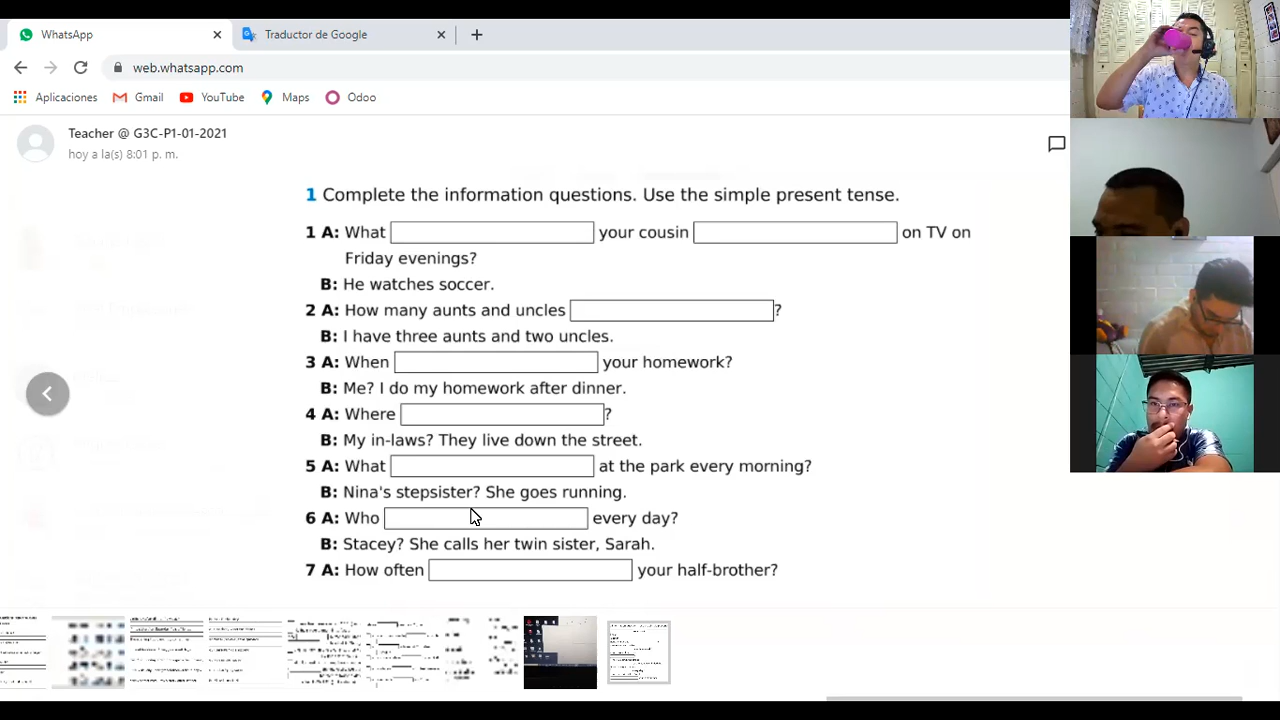 WhatsApp
Traductor de Google
web.whatsapp.com
Aplicaciones Gmail YouTube Maps Odoo
Teacher @ G3C-P1-01-2021
hoy a la(s) 8:01 p. m.
1 Complete the information questions. Use the simple present tense.
1 A: What your cousin on TV on
Friday evenings?
B: He watches soccer.
2 A: How many aunts and uncles ?
B: I have three aunts and two uncles.
3 A: When your homework?
B: Me? I do my homework after dinner.
4 A: Where ?
B: My in-laws? They live down the street.
5 A: What at the park every morning?
B: Nina's stepsister? She goes running.
6 A: Who every day?
B: Stacey? She calls her twin sister, Sarah.
7 A: How often your half-brother?